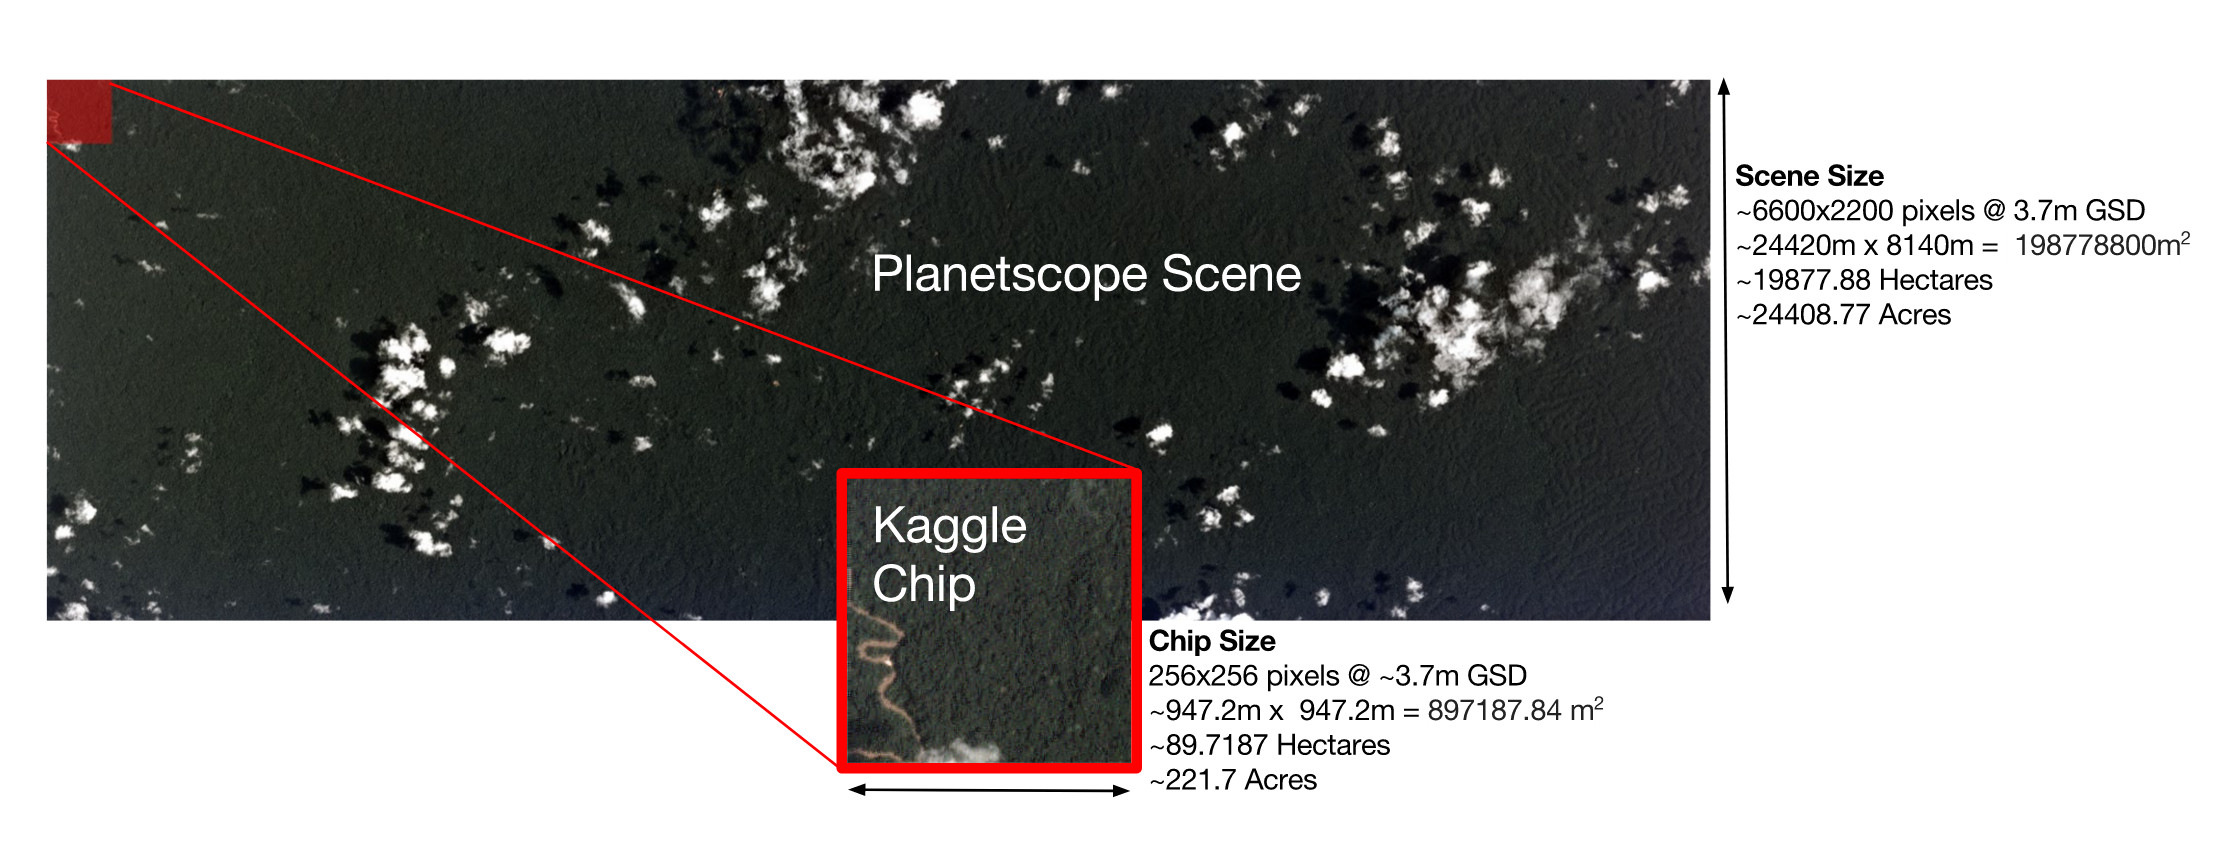 Planetscope Scene
Scene Size
~6600x2200 pixels @ 3.7m GSD
~24420m x 8140m =  198778800m²
~19877.88 Hectares
~24408.77 Acres
Kaggle
Chip
Chip Size
256x256 pixels @ ~3.7m GSD
~947.2m x  947.2m = 897187.84 m²
~89.7187 Hectares
~221.7 Acres